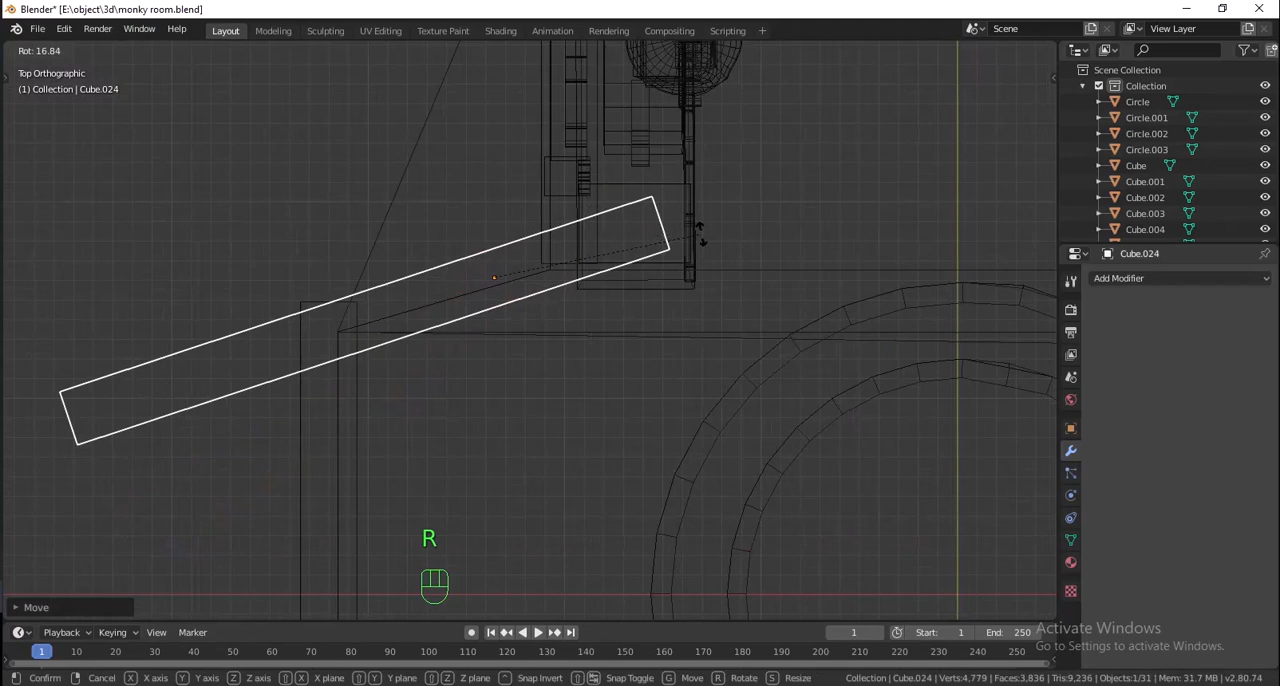 Blender* [E:\object\3d\monky room.blend]
File Edit Render Window Help Layout Modeling Sculpting UV Editing Texture Paint Shading Animation Rendering Compositing Scripting + Scene View Layer
Rot: 16.84
Top Orthographic
(1) Collection | Cube.024
Scene Collection
Collection
Circle
Circle.001
Circle.002
Circle.003
Cube
Cube.001
Cube.002
Cube.003
Cube.004
Cube.024
Add Modifier
R
Move
Activate Windows
Go to Settings to activate Windows.
Playback Keying View Marker 1 Start: 1 End: 250
1 10 20 30 40 50 60 70 80 90 100 110 120 130 140 150 160 170 180 190 200 210 220 230 240 250
Confirm Cancel X X axis Y Y axis Z Z axis X X plane Y Y plane Z Z plane Snap Invert Snap Toggle G Move R Rotate S Resize Collection | Cube.024 | Verts:4,779 | Faces:3,836 | Tris:9,236 | Objects:1/31 | Mem: 31.7 MB | v2.80.74